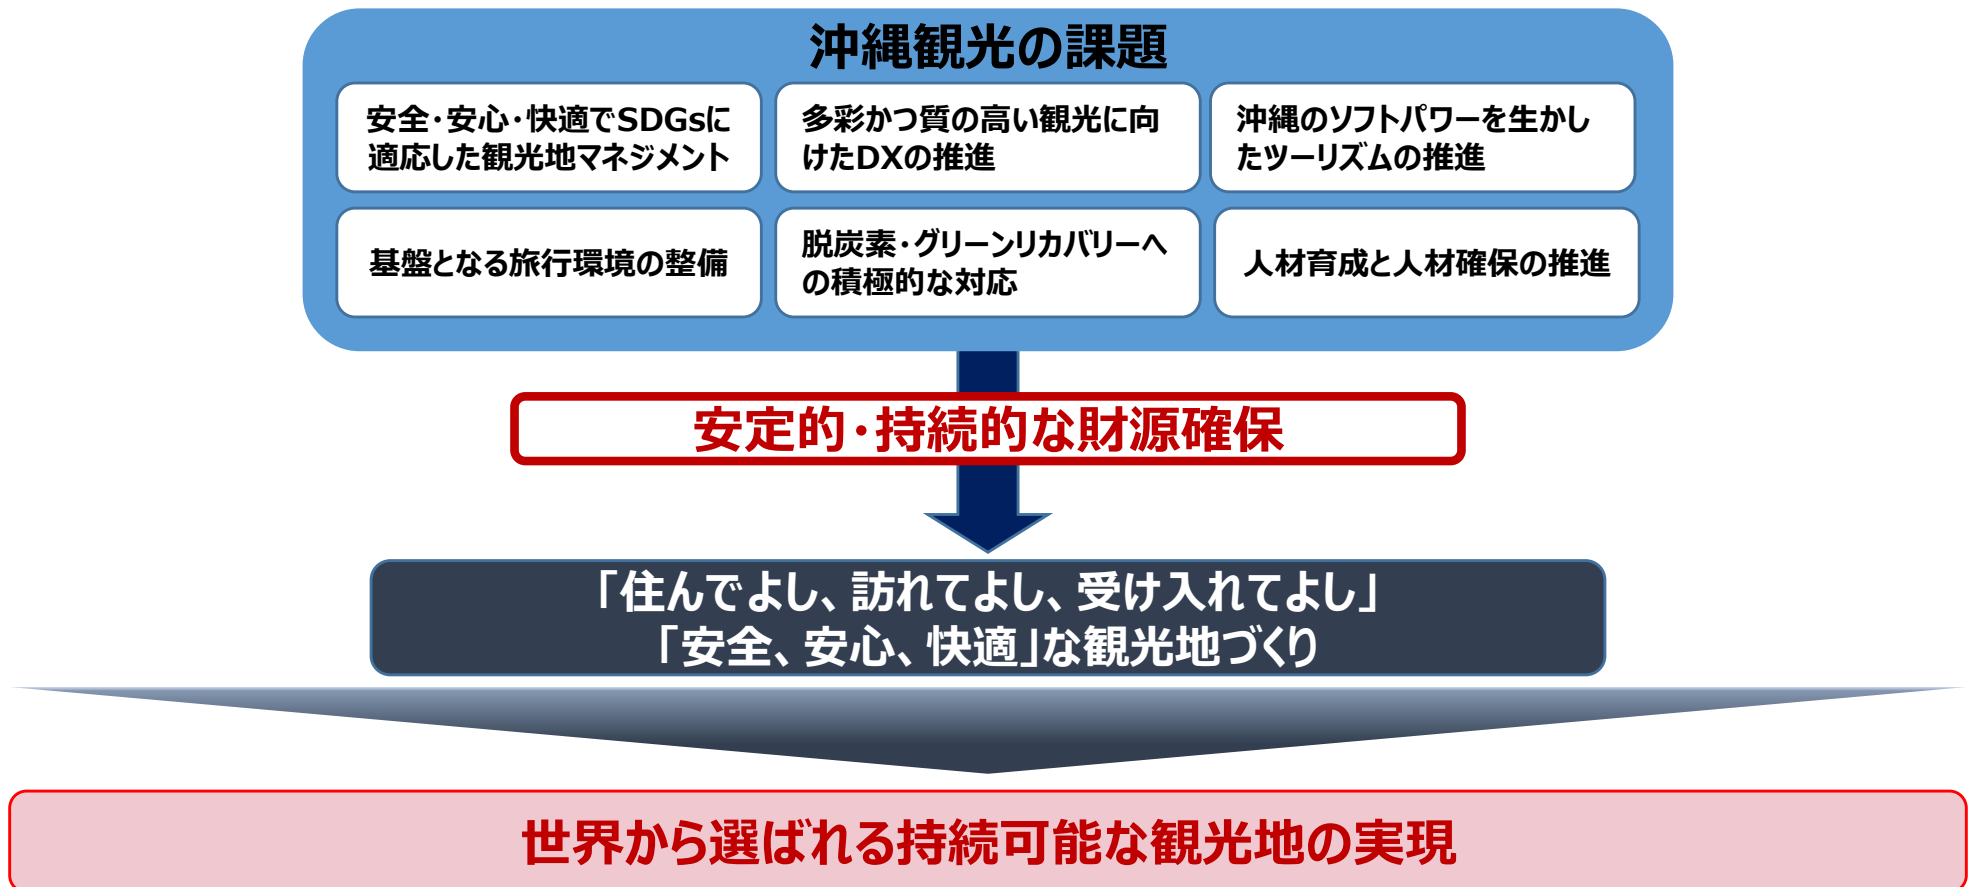 沖縄観光の課題
安全・安心・快適でSDGsに
適応した観光地マネジメント
多彩かつ質の高い観光に向
けたDXの推進
沖縄のソフトパワーを生かし
たツーリズムの推進
基盤となる旅行環境の整備
脱炭素・グリーンリカバリーへ
の積極的な対応
人材育成と人材確保の推進
安定的・持続的な財源確保
「住んでよし、訪れてよし、受け入れてよし」
「安全、安心、快適」な観光地づくり
世界から選ばれる持続可能な観光地の実現